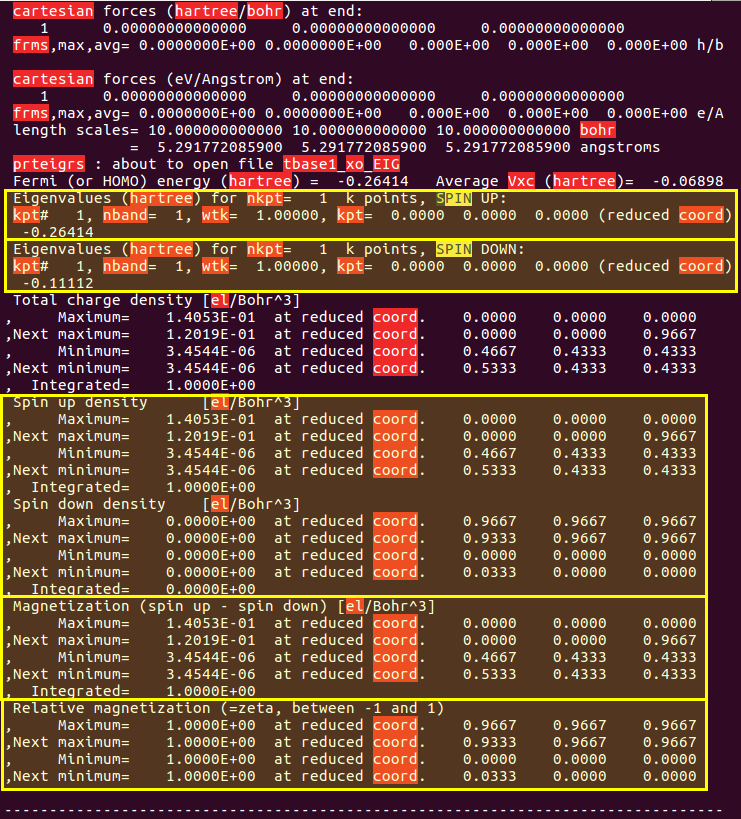 cartesian forces (hartree/bohr) at end:
1 0.00000000000000 0.00000000000000 0.00000000000000
frms,max,avg= 0.0000000E+00 0.0000000E+00 0.000E+00 0.000E+00 0.000E+00 h/b
cartesian forces (eV/Angstrom) at end:
1 0.00000000000000 0.00000000000000 0.00000000000000
frms,max,avg= 0.0000000E+00 0.0000000E+00 0.000E+00 0.000E+00 0.000E+00 e/A
length scales= 10.000000000000 10.000000000000 10.000000000000 bohr
= 5.291772085900 5.291772085900 5.291772085900 angstroms
prteigrs : about to open file tbase1_xo_EIG
Fermi (or HOMO) energy (hartree) = -0.26414 Average Vxc (hartree)= -0.06898
Eigenvalues (hartree) for nkpt= 1 k points, SPIN UP:
kpt# 1, nband= 1, wtk= 1.00000, kpt= 0.0000 0.0000 0.0000 (reduced coord)
-0.26414
Eigenvalues (hartree) for nkpt= 1 k points, SPIN DOWN:
kpt# 1, nband= 1, wtk= 1.00000, kpt= 0.0000 0.0000 0.0000 (reduced coord)
-0.11112
Total charge density [el/Bohr^3]
, Maximum= 1.4053E-01 at reduced coord. 0.0000 0.0000 0.0000
,Next maximum= 1.2019E-01 at reduced coord. 0.0000 0.0000 0.9667
, Minimum= 3.4544E-06 at reduced coord. 0.4667 0.4333 0.4333
,Next minimum= 3.4544E-06 at reduced coord. 0.5333 0.4333 0.4333
, Integrated= 1.0000E+00
Spin up density [el/Bohr^3]
, Maximum= 1.4053E-01 at reduced coord. 0.0000 0.0000 0.0000
,Next maximum= 1.2019E-01 at reduced coord. 0.0000 0.0000 0.9667
, Minimum= 3.4544E-06 at reduced coord. 0.4667 0.4333 0.4333
,Next minimum= 3.4544E-06 at reduced coord. 0.5333 0.4333 0.4333
, Integrated= 1.0000E+00
Spin down density [el/Bohr^3]
, Maximum= 0.0000E+00 at reduced coord. 0.9667 0.9667 0.9667
,Next maximum= 0.0000E+00 at reduced coord. 0.9333 0.9667 0.9667
, Minimum= 0.0000E+00 at reduced coord. 0.0000 0.0000 0.0000
,Next minimum= 0.0000E+00 at reduced coord. 0.0333 0.0000 0.0000
, Integrated= 0.0000E+00
Magnetization (spin up - spin down) [el/Bohr^3]
, Maximum= 1.4053E-01 at reduced coord. 0.0000 0.0000 0.0000
,Next maximum= 1.2019E-01 at reduced coord. 0.0000 0.0000 0.9667
, Minimum= 3.4544E-06 at reduced coord. 0.4667 0.4333 0.4333
,Next minimum= 3.4544E-06 at reduced coord. 0.5333 0.4333 0.4333
, Integrated= 1.0000E+00
Relative magnetization (=zeta, between -1 and 1)
, Maximum= 1.0000E+00 at reduced coord. 0.9667 0.9667 0.9667
,Next maximum= 1.0000E+00 at reduced coord. 0.9333 0.9667 0.9667
, Minimum= 1.0000E+00 at reduced coord. 0.0000 0.0000 0.0000
,Next minimum= 1.0000E+00 at reduced coord. 0.0333 0.0000 0.0000
--------------------------------------------------------------------------------